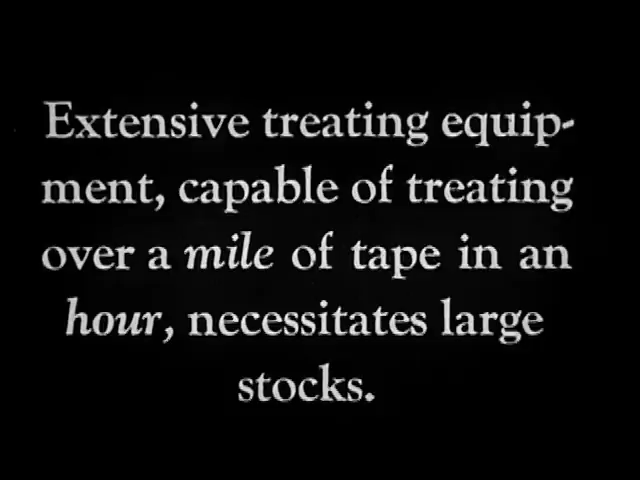 Extensive treating equip-
ment, capable of treating
over a mile of tape in an
hour, necessitates large
stocks.